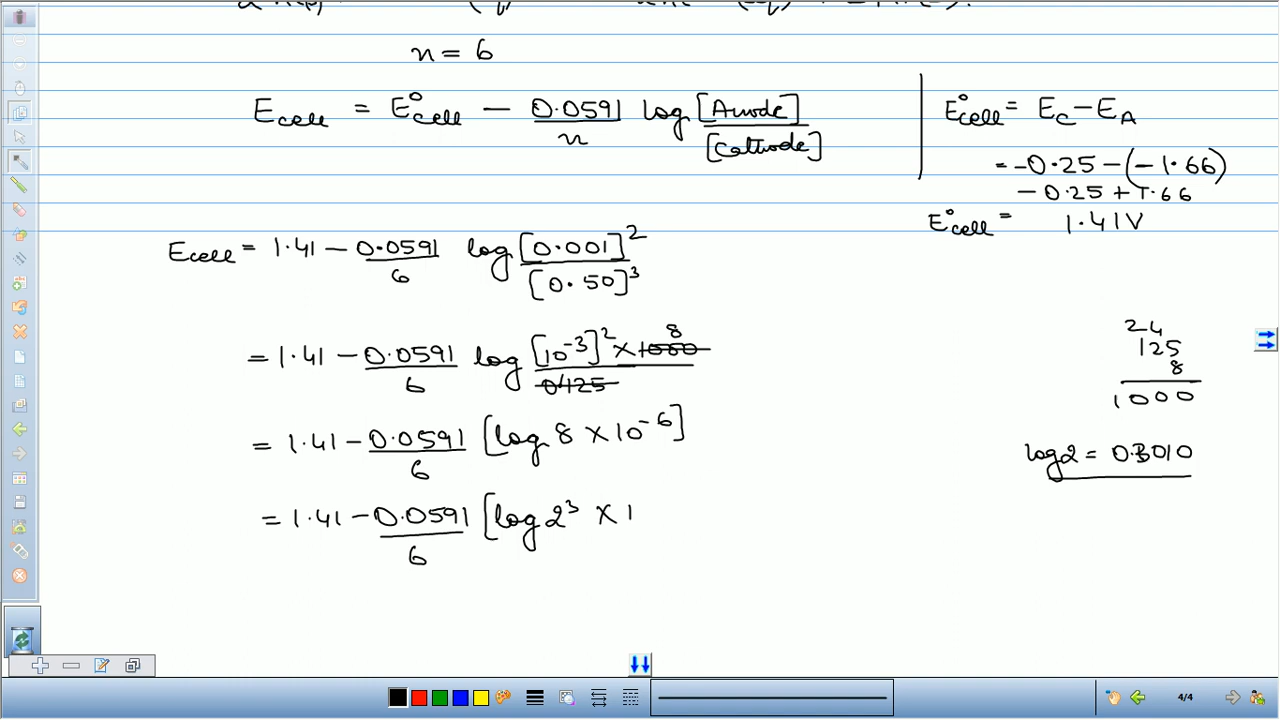 n = 6
Ecell = E°cell − 0.0591/n log [Anode]/[Cathode]
E°cell = EC − EA
= −0.25 − (−1.66)
− 0.25 + 1.66
E°cell = 1.41V
Ecell = 1.41 − 0.0591/6 log [0.001]²/[0.50]³
= 1.41 − 0.0591/6 log [10⁻³]² × 1000/0.125 8
24
125
8
1000
= 1.41 − 0.0591/6 [log 8 × 10⁻⁶]
log2 = 0.3010
= 1.41 − 0.0591/6 [log 2³ × 1
4/4